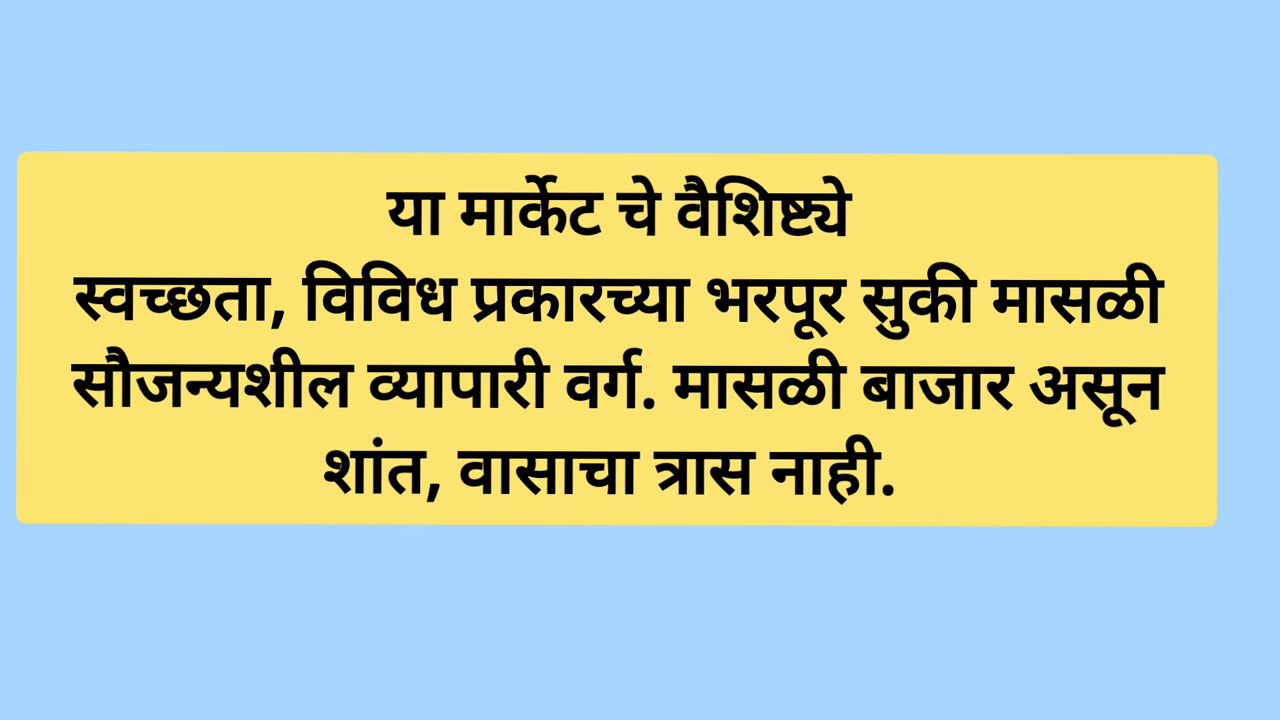 या मार्केट चे वैशिष्ट्ये
स्वच्छता, विविध प्रकारच्या भरपूर सुकी मासळी
सौजन्यशील व्यापारी वर्ग. मासळी बाजार असून
शांत, वासाचा त्रास नाही.